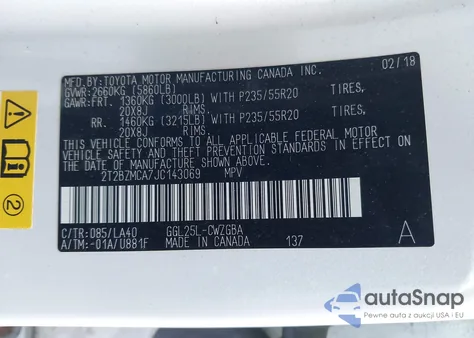 MFD. BY: TOYOTA MOTOR MANUFACTURING CANADA INC. 02/18
GVWR: 2660KG (5860LB)
GAWR: FRT. 1360KG (3000LB) WITH P235/55R20 TIRES,
20X8J RIMS,
RR. 1460KG (3215LB) WITH P235/55R20 TIRES,
20X8J RIMS.
THIS VEHICLE CONFORMS TO ALL APPLICABLE FEDERAL MOTOR
VEHICLE SAFETY, BUMPER, AND THEFT PREVENTION STANDARDS
IN EFFECT ON THE DATE OF MANUFACTURE SHOWN ABOVE.
2T2BZMCA7JC143069 MPV
C/TR: 085/LA40 GGL25L-CWZGBA
A/TM: -01A/U881F MADE IN CANADA 137 A
2
autaSnap
Pewne auta z aukcji USA i EU